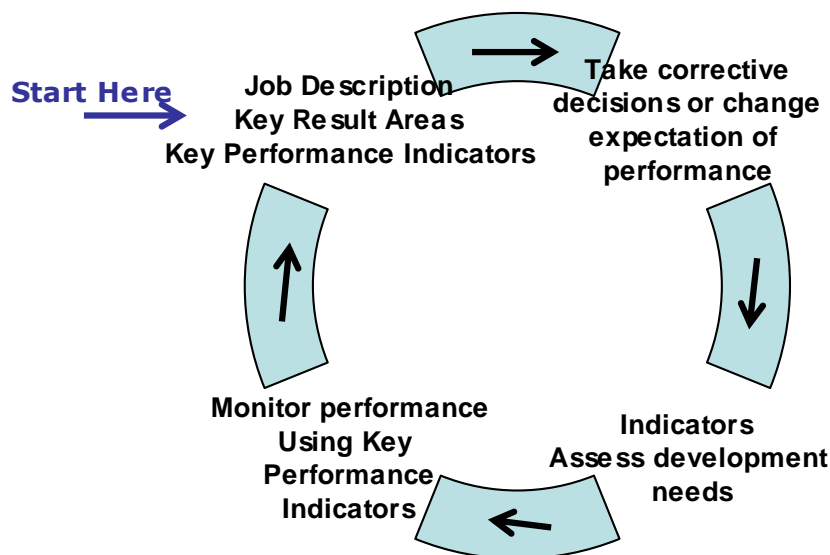 Start Here
Job Description
Key Result Areas
Key Performance Indicators
Take corrective
decisions or change
expectation of
performance
Indicators
Assess development
needs
Monitor performance
Using Key
Performance
Indicators